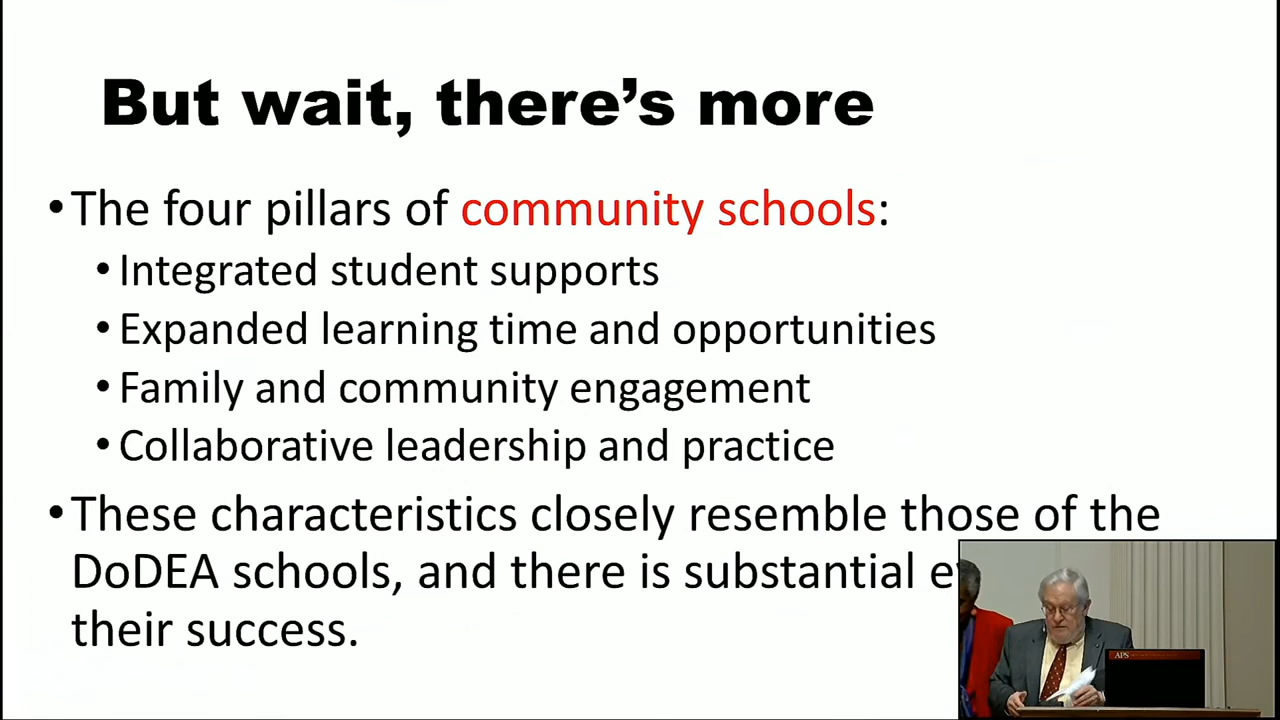 But wait, there’s more
•The four pillars of community schools:
•Integrated student supports
•Expanded learning time and opportunities
•Family and community engagement
•Collaborative leadership and practice
•These characteristics closely resemble those of the
DoDEA schools, and there is substantial
their success.
APS